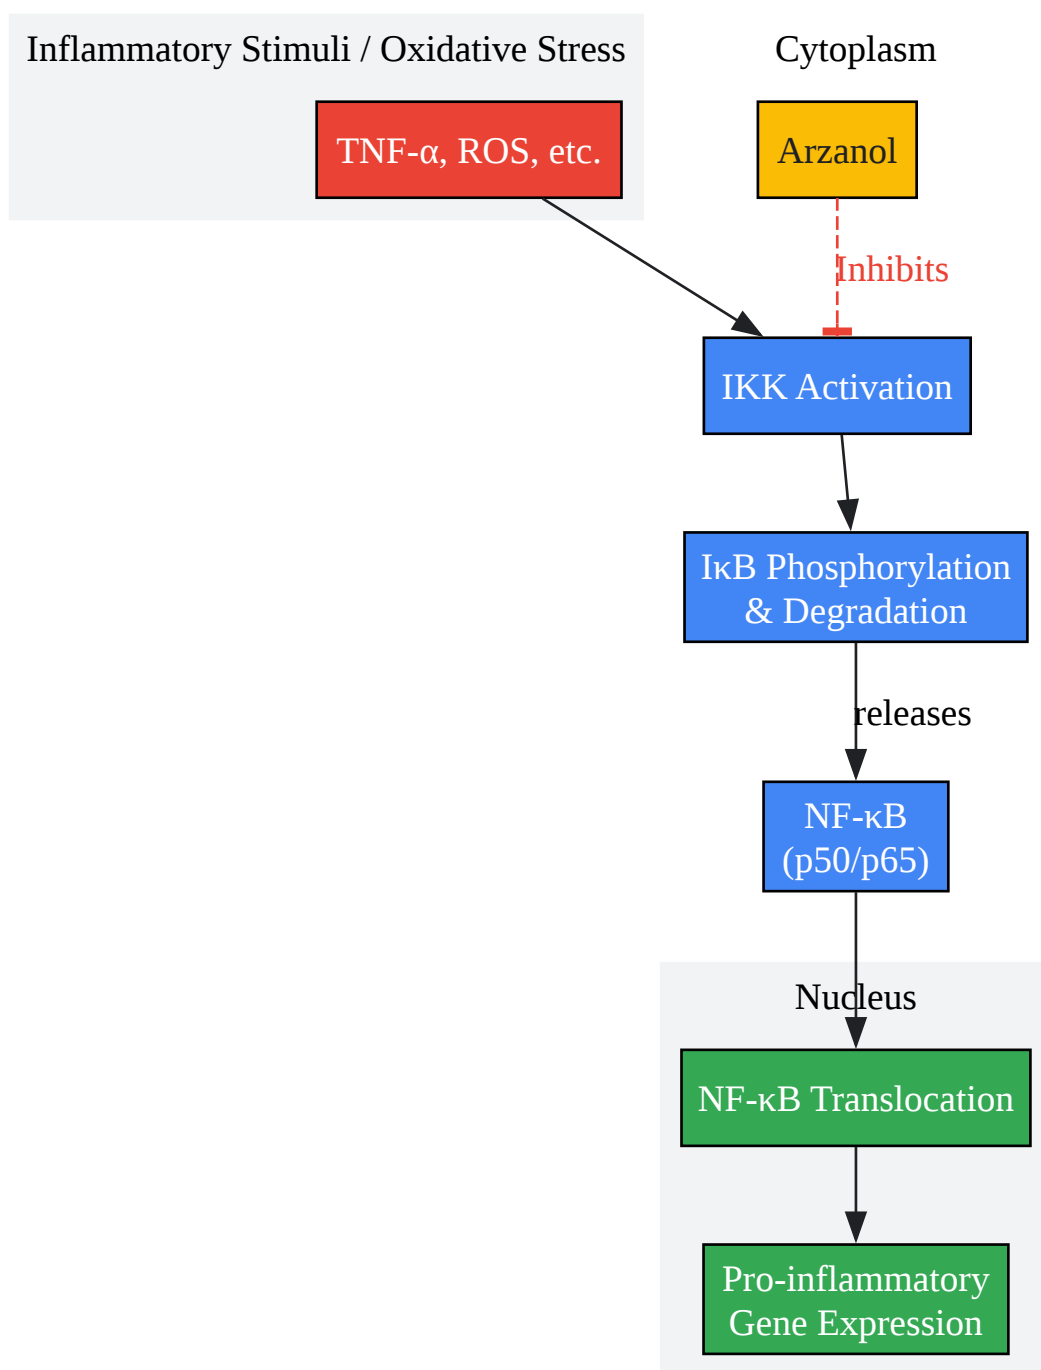 Inflammatory Stimuli / Oxidative Stress
Cytoplasm
TNF-α, ROS, etc.
Arzanol
Inhibits
IKK Activation
IκB Phosphorylation
& Degradation
releases
NF-κB
(p50/p65)
Nucleus
NF-κB Translocation
Pro-inflammatory
Gene Expression